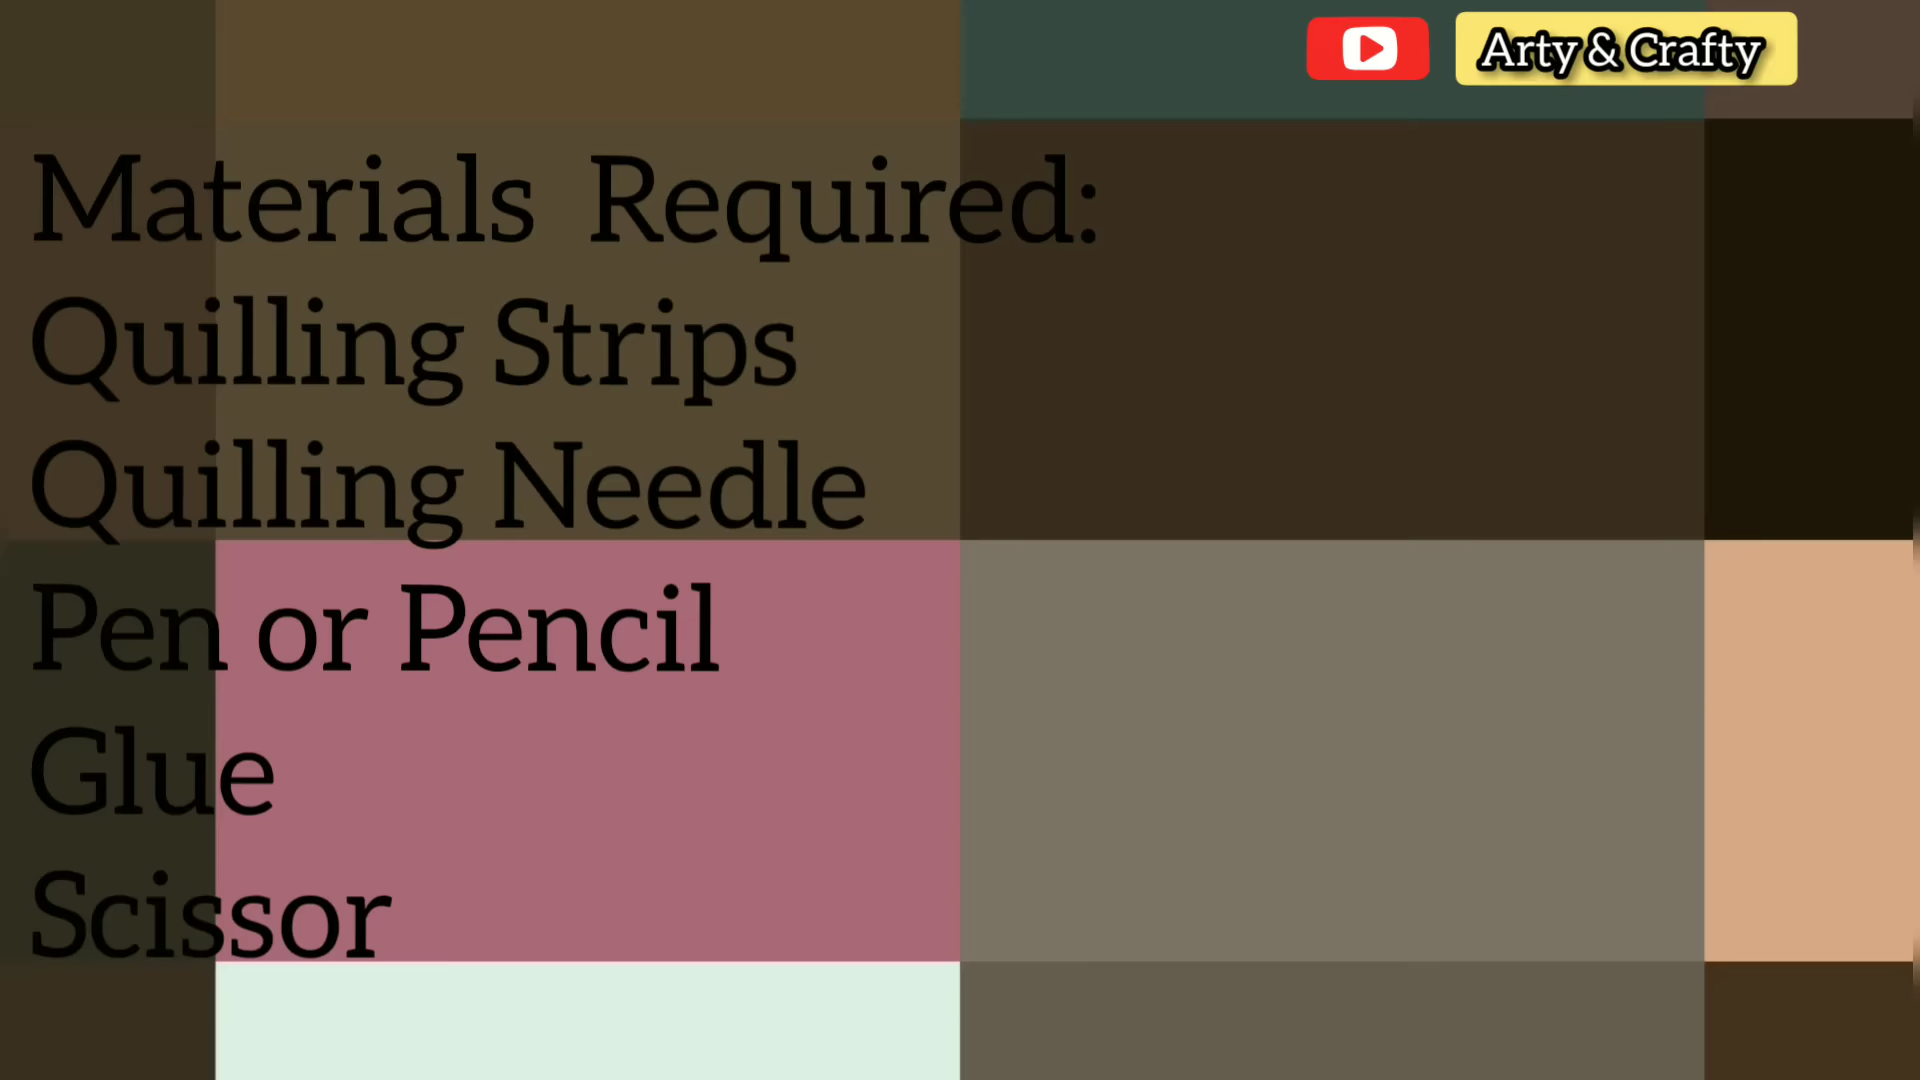 Arty & Crafty
Materials Required:
Quilling Strips
Quilling Needle
Pen or Pencil
Glue
Scissor